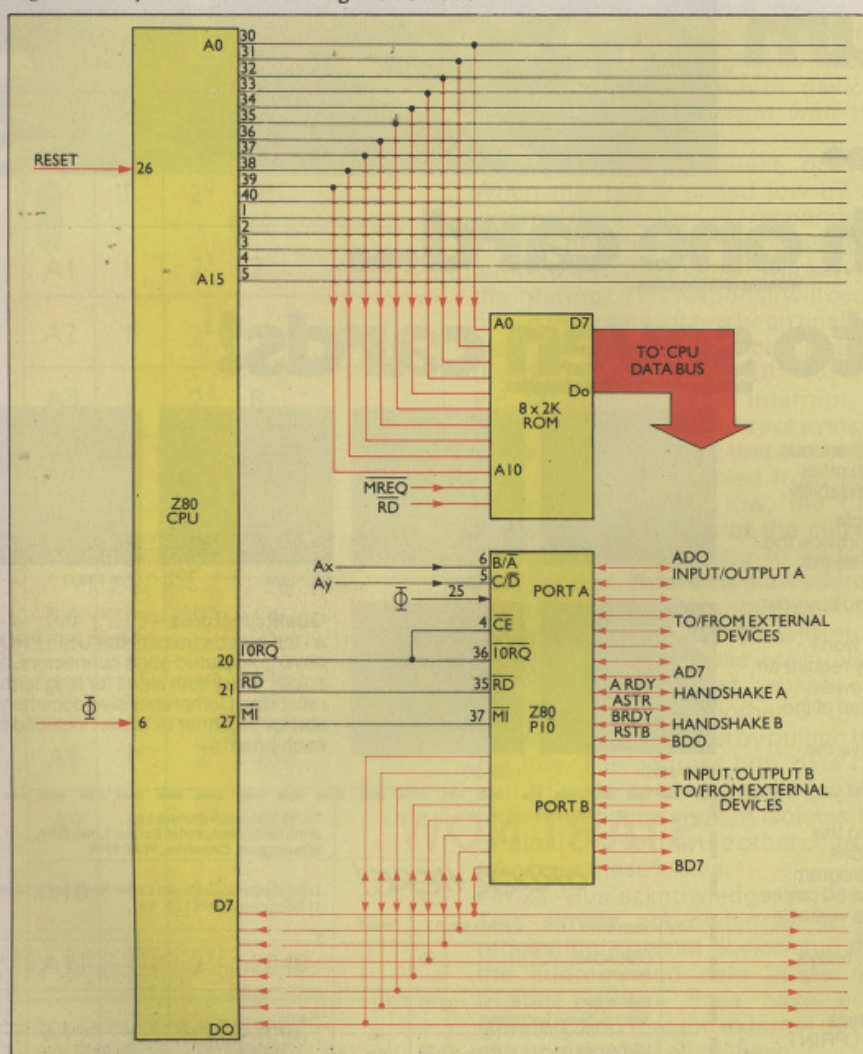 A0
30
31
32
33
34
35
36
37
38
39
40
1
2
3
4
5
A15
RESET
26
A0 D7
Do
8 x 2K
ROM
A10
TO' CPU
DATA BUS
MREQ
RD
Z80
CPU
Ax
Ay
Φ
6 B/A
5 C/D
25
4 CE
36 IORQ
35 RD
37 MI
PORT A
Z80
P10
PORT B
ADO
INPUT/OUTPUT A
TO/FROM EXTERNAL
DEVICES
AD7
A RDY
ASTR
HANDSHAKE A
BRDY
RSTB
HANDSHAKE B
BDO
INPUT, OUTPUT B
TO/FROM EXTERNAL
DEVICES
BD7
20 IORQ
21 RD
27 MI
Φ
6
D7
DO